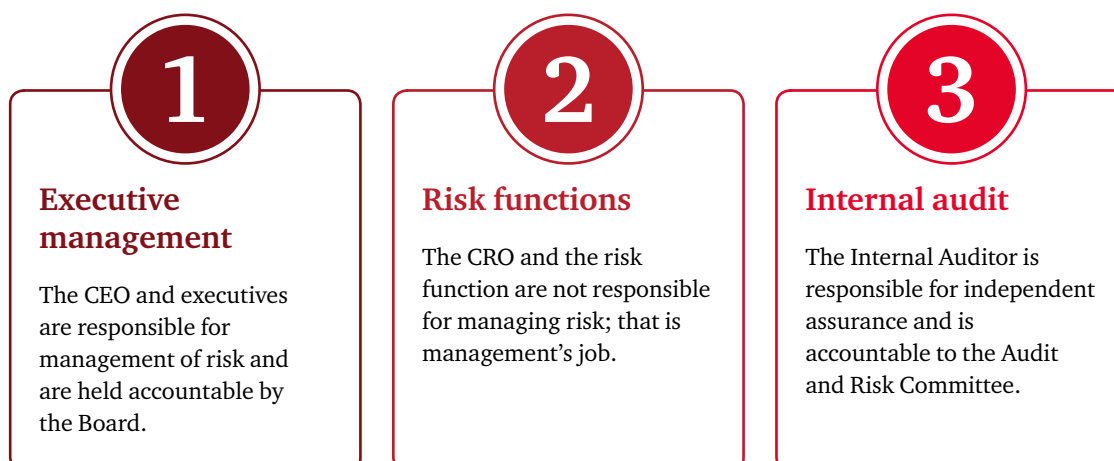 1
Executive
management
The CEO and executives
are responsible for
management of risk and
are held accountable by
the Board.
2
Risk functions
The CRO and the risk
function are not responsible
for managing risk; that is
management’s job.
3
Internal audit
The Internal Auditor is
responsible for independent
assurance and is
accountable to the Audit
and Risk Committee.